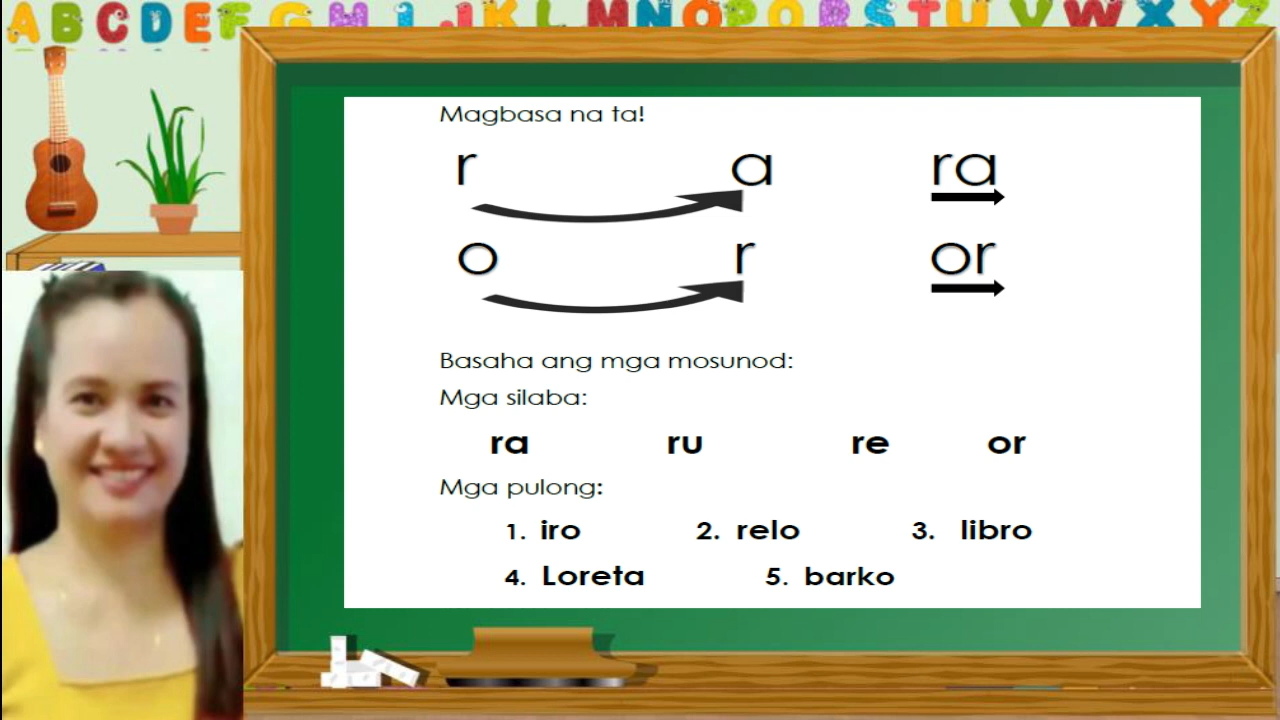 A B C D E F G H I J K L M N O P Q R S T U V W X Y Z
Magbasa na ta!
r a ra
o r or
Basaha ang mga mosunod:
Mga silaba:
ra ru re or
Mga pulong:
1. iro 2. relo 3. libro
4. Loreta 5. barko